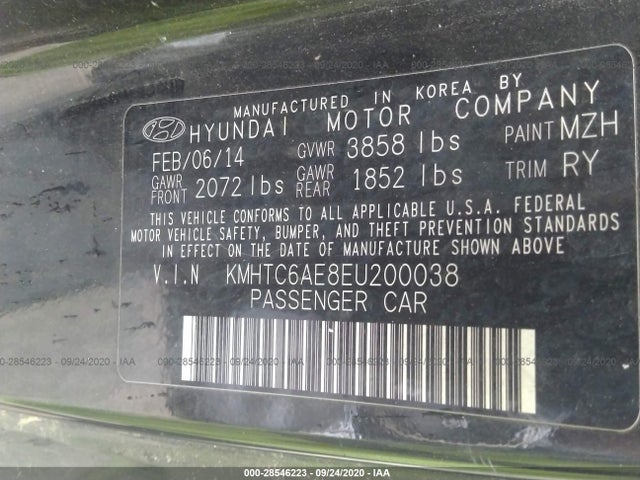 MANUFACTURED IN KOREA BY
HYUNDAI MOTOR COMPANY
FEB/06/14 GVWR 3858 lbs PAINT MZH
GAWR FRONT 2072 lbs GAWR REAR 1852 lbs TRIM RY
THIS VEHICLE CONFORMS TO ALL APPLICABLE U.S.A. FEDERAL
MOTOR VEHICLE SAFETY, BUMPER, AND THEFT PREVENTION STANDARDS
IN EFFECT ON THE DATE OF MANUFACTURE SHOWN ABOVE
V.I.N KMHTC6AE8EU200038
PASSENGER CAR
000-28546223 - 09/24/2020 - IAA